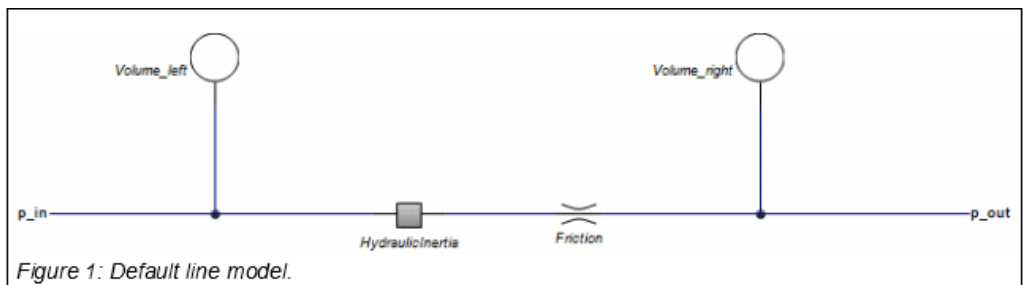 Volume_left
Volume_right
p_in
p_out
HydraulicInertia
Friction
Figure 1: Default line model.